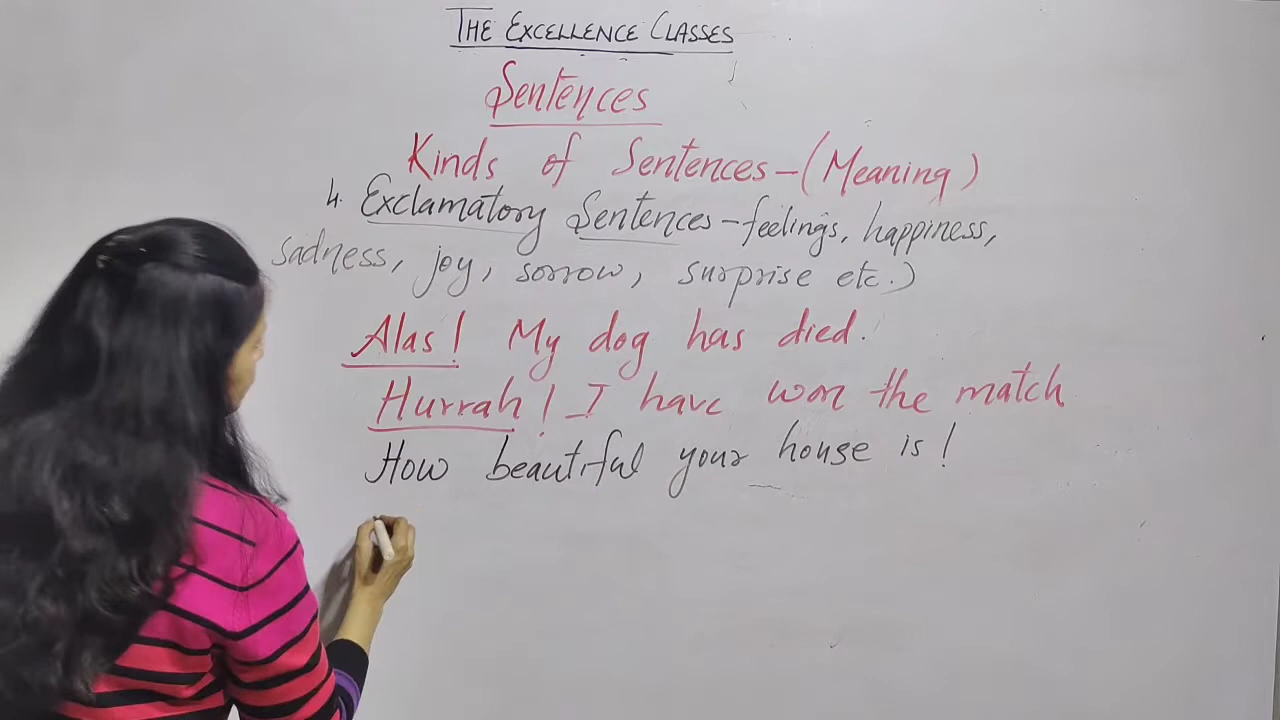 THE EXCELLENCE CLASSES
Sentences
Kinds of Sentences-(Meaning)
4. Exclamatory Sentences-feelings, happiness,
sadness, joy, sorrow, surprise etc.)
Alas! My dog has died.
Hurrah! I have won the match
How beautiful your house is!